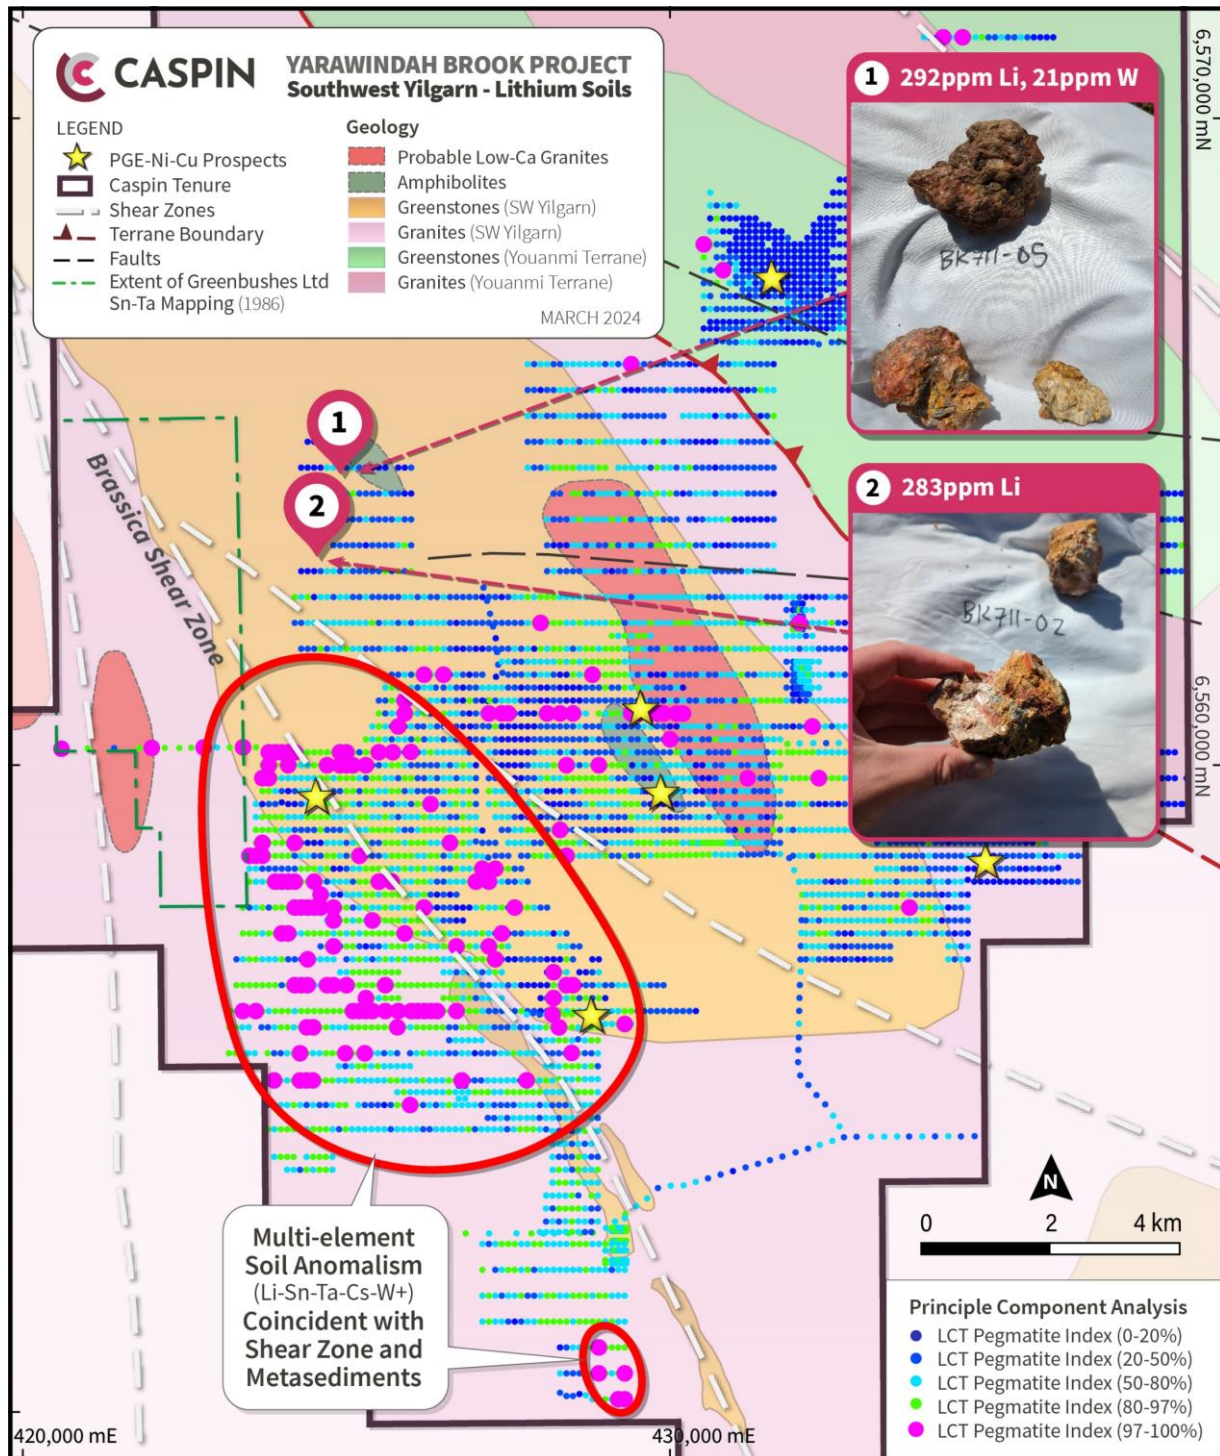 CASPIN
YARAWINDAH BROOK PROJECT
Southwest Yilgarn - Lithium Soils
LEGEND
PGE-Ni-Cu Prospects
Caspin Tenure
Shear Zones
Terrane Boundary
Faults
Extent of Greenbushes Ltd
Sn-Ta Mapping (1986)
Geology
Probable Low-Ca Granites
Amphibolites
Greenstones (SW Yilgarn)
Granites (SW Yilgarn)
Greenstones (Youanmi Terrane)
Granites (Youanmi Terrane)
MARCH 2024
6,570,000 mN
1 292ppm Li, 21ppm W
BK711-05
1
2
Brassica Shear Zone
2 283ppm Li
BK711-02
6,560,000 mN
Multi-element
Soil Anomalism
(Li-Sn-Ta-Cs-W+)
Coincident with
Shear Zone and
Metasediments
N
0 2 4 km
Principle Component Analysis
LCT Pegmatite Index (0-20%)
LCT Pegmatite Index (20-50%)
LCT Pegmatite Index (50-80%)
LCT Pegmatite Index (80-97%)
LCT Pegmatite Index (97-100%)
420,000 mE
430,000 mE